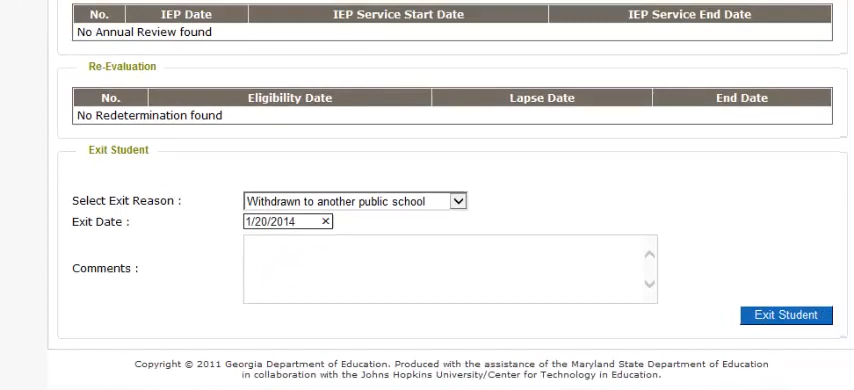 No. IEP Date IEP Service Start Date IEP Service End Date
No Annual Review found
Re-Evaluation
No. Eligibility Date Lapse Date End Date
No Redetermination found
Exit Student
Select Exit Reason : Withdrawn to another public school
Exit Date : 1/20/2014 ×
Comments :
Exit Student
Copyright © 2011 Georgia Department of Education. Produced with the assistance of the Maryland State Department of Education
in collaboration with the Johns Hopkins University/Center for Technology in Education.